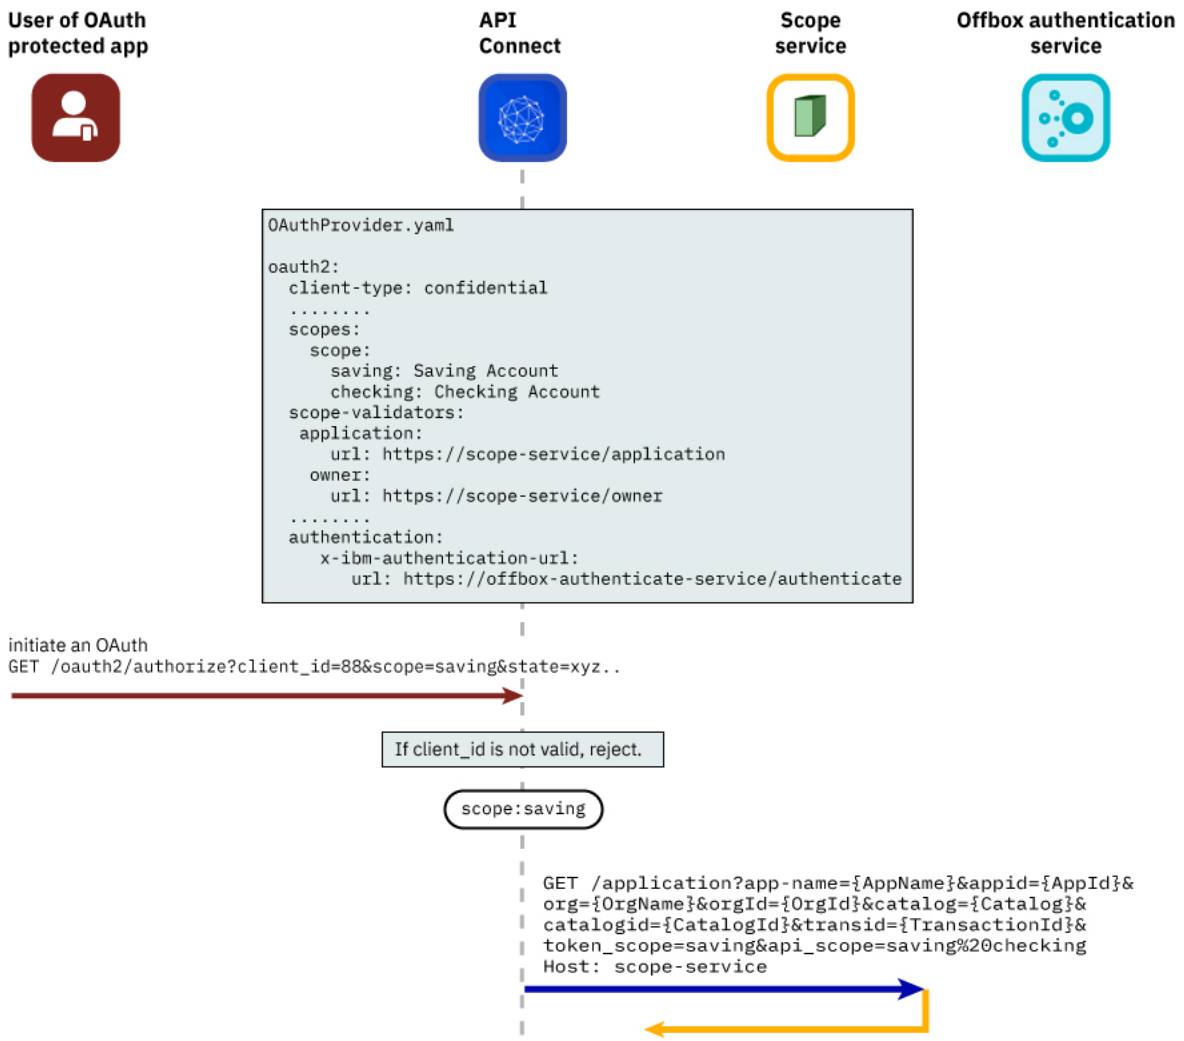 User of OAuth
protected app
API
Connect
Scope
service
Offbox authentication
service
OAuthProvider.yaml
oauth2:
  client-type: confidential
  ........
  scopes:
    scope:
      saving: Saving Account
      checking: Checking Account
  scope-validators:
   application:
      url: https://scope-service/application
    owner:
      url: https://scope-service/owner
  ........
  authentication:
     x-ibm-authentication-url:
        url: https://offbox-authenticate-service/authenticate
initiate an OAuth
GET /oauth2/authorize?client_id=88&scope=saving&state=xyz..
If client_id is not valid, reject.
scope:saving
GET /application?app-name={AppName}&appid={AppId}&
org={OrgName}&orgId={OrgId}&catalog={Catalog}&
catalogid={CatalogId}&transid={TransactionId}&
token_scope=saving&api_scope=saving%20checking
Host: scope-service